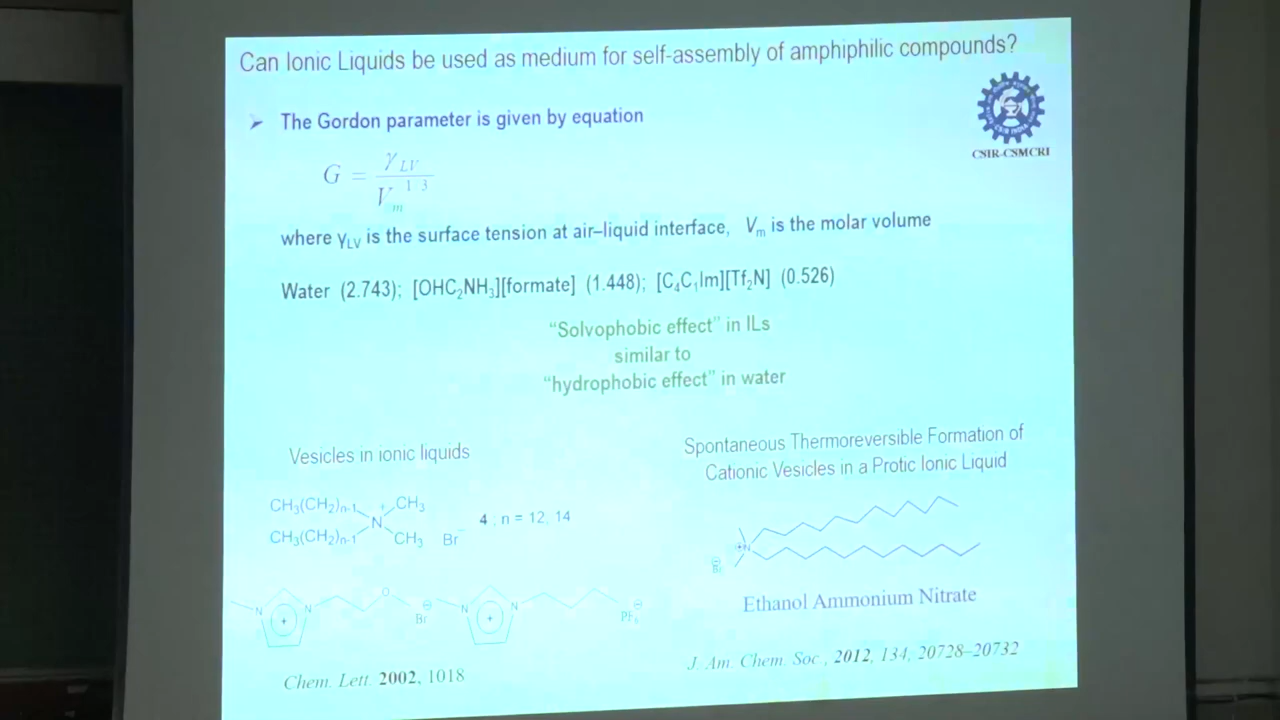 Can Ionic Liquids be used as medium for self-assembly of amphiphilic compounds?
➢ The Gordon parameter is given by equation
CSIR-CSMCRI
G = γ_LV / V_m^1 3
where γLV is the surface tension at air–liquid interface, Vm is the molar volume
Water (2.743); [OHC2NH3][formate] (1.448); [C4C1Im][Tf2N] (0.526)
“Solvophobic effect” in ILs
similar to
“hydrophobic effect” in water
Vesicles in ionic liquids
CH3(CH2)n-1 + CH3
N
CH3(CH2)n-1 CH3 Br
4 ; n = 12, 14
N + N O Br N + N PF6
Chem. Lett. 2002, 1018
Spontaneous Thermoreversible Formation of
Cationic Vesicles in a Protic Ionic Liquid
N
Br
Ethanol Ammonium Nitrate
J. Am. Chem. Soc., 2012, 134, 20728–20732